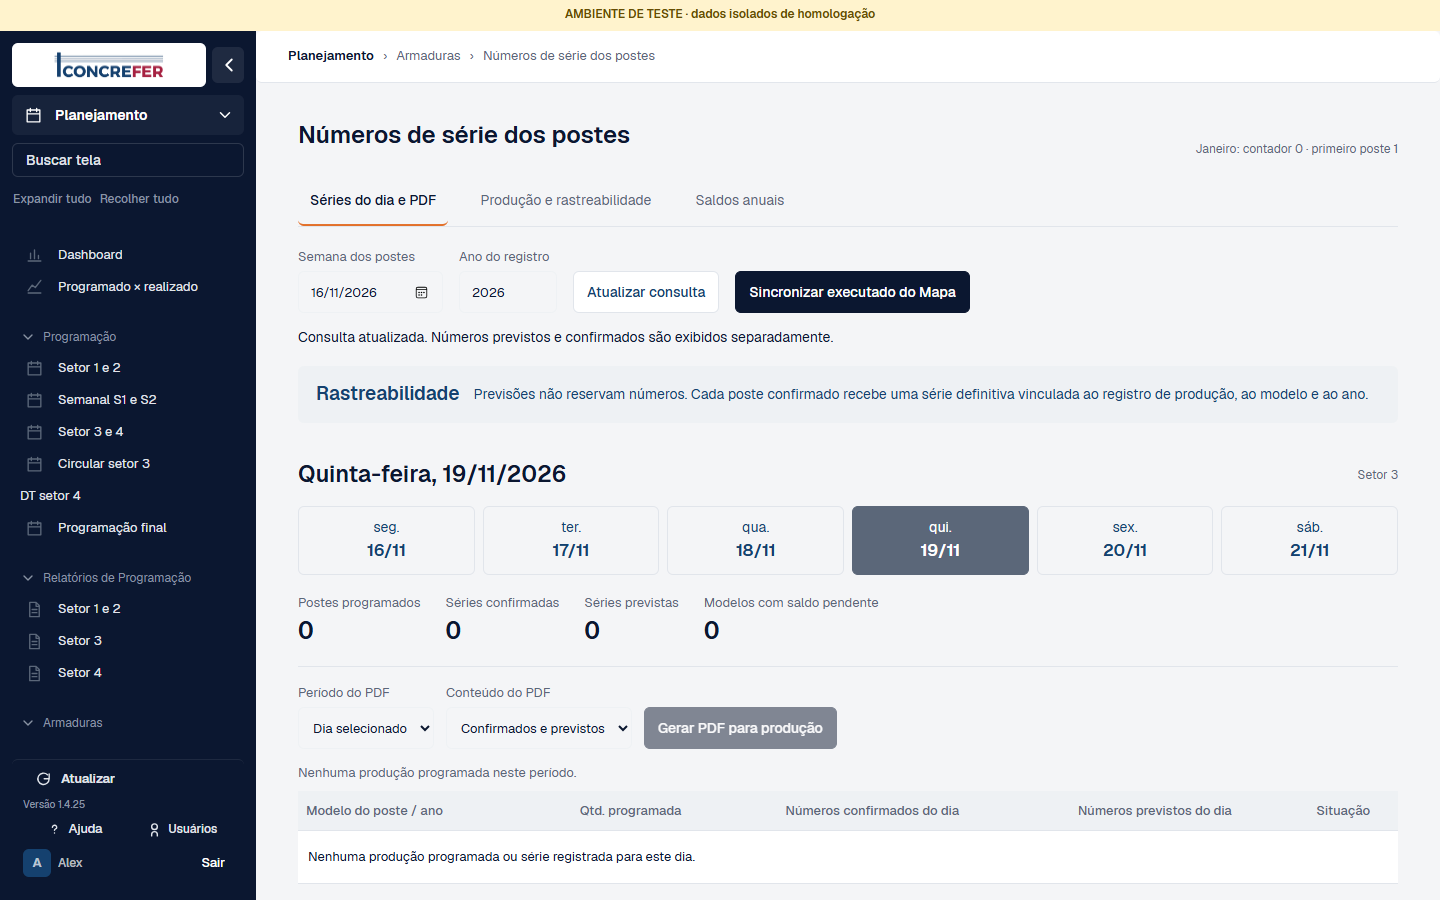 AMBIENTE DE TESTE · dados isolados de homologação
CONCREFER
Planejamento
Buscar tela
Expandir tudo Recolher tudo
Dashboard
Programado × realizado
Programação
Setor 1 e 2
Semanal S1 e S2
Setor 3 e 4
Circular setor 3
DT setor 4
Programação final
Relatórios de Programação
Setor 1 e 2
Setor 3
Setor 4
Armaduras
Atualizar
Versão 1.4.25
? Ajuda Usuários
A Alex Sair
Planejamento › Armaduras › Números de série dos postes
Números de série dos postes
Janeiro: contador 0 · primeiro poste 1
Séries do dia e PDF Produção e rastreabilidade Saldos anuais
Semana dos postes Ano do registro
16/11/2026 2026 Atualizar consulta Sincronizar executado do Mapa
Consulta atualizada. Números previstos e confirmados são exibidos separadamente.
Rastreabilidade Previsões não reservam números. Cada poste confirmado recebe uma série definitiva vinculada ao registro de produção, ao modelo e ao ano.
Quinta-feira, 19/11/2026 Setor 3
seg. ter. qua. qui. sex. sáb.
16/11 17/11 18/11 19/11 20/11 21/11
Postes programados Séries confirmadas Séries previstas Modelos com saldo pendente
0 0 0 0
Período do PDF Conteúdo do PDF
Dia selecionado Confirmados e previstos Gerar PDF para produção
Nenhuma produção programada neste período.
Modelo do poste / ano Qtd. programada Números confirmados do dia Números previstos do dia Situação
Nenhuma produção programada ou série registrada para este dia.